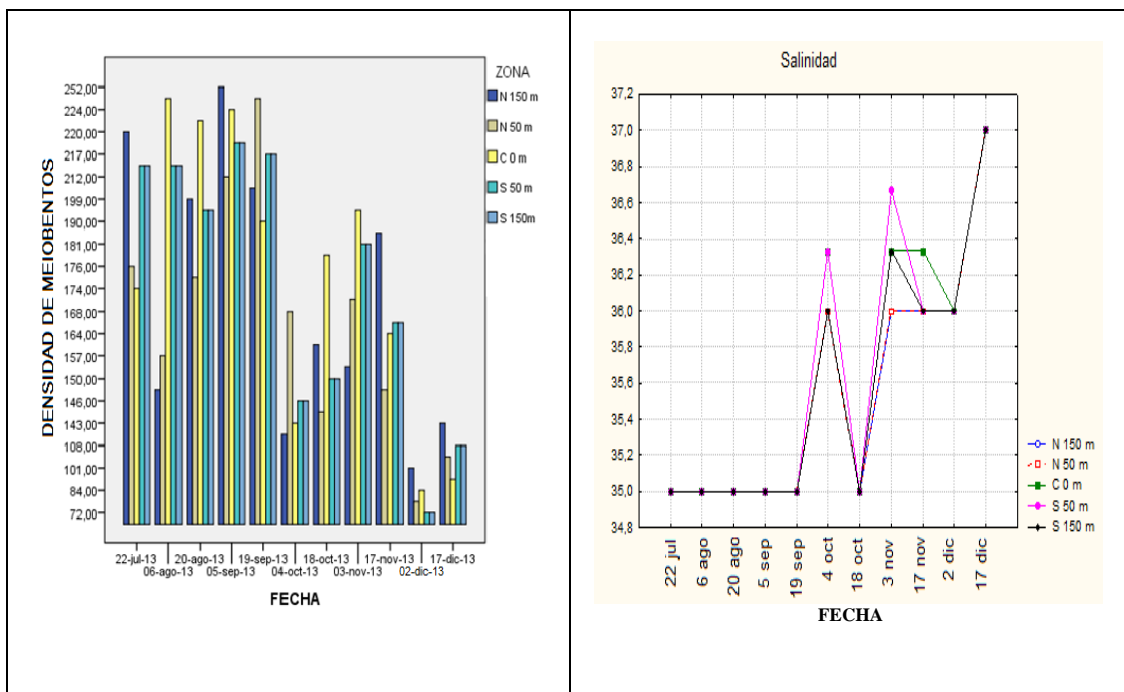 DENSIDAD DE MEIOBENTOS
252,00
224,00
220,00
217,00
212,00
199,00
190,00
181,00
176,00
174,00
168,00
164,00
157,00
150,00
146,00
143,00
108,00
101,00
84,00
72,00
22-jul-13
06-ago-13
20-ago-13
05-sep-13
19-sep-13
04-oct-13
18-oct-13
03-nov-13
17-nov-13
02-dic-13
17-dic-13
FECHA
ZONA
N 150 m
N 50 m
C 0 m
S 50 m
S 150m
Salinidad
37,2
37,0
36,8
36,6
36,4
36,2
36,0
35,8
35,6
35,4
35,2
35,0
34,8
22 jul
6 ago
20 ago
5 sep
19 sep
4 oct
18 oct
3 nov
17 nov
2 dic
17 dic
FECHA
N 150 m
N 50 m
C 0 m
S 50 m
S 150 m